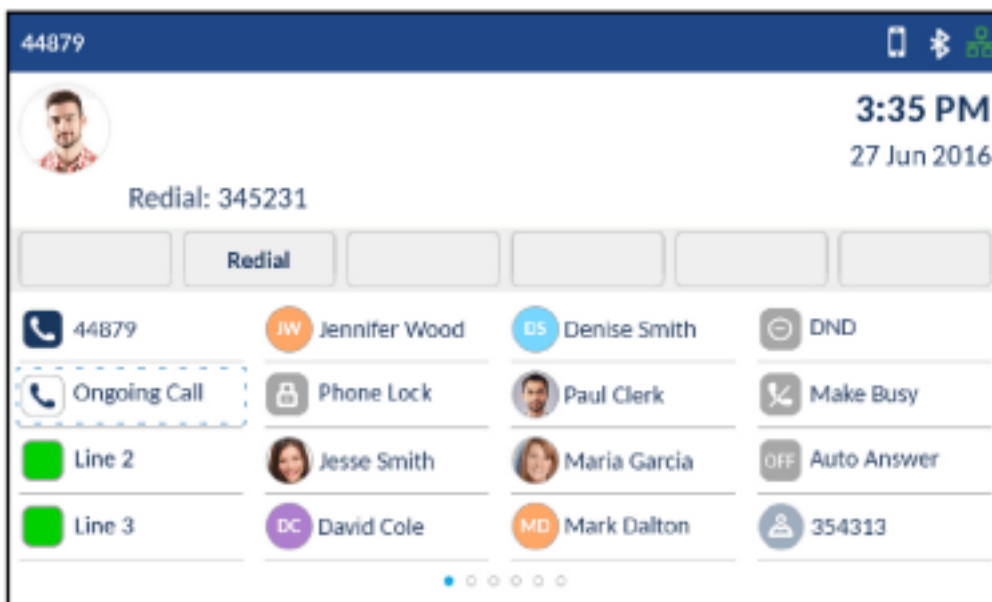 44879
3:35 PM
27 Jun 2016
Redial: 345231
Redial
44879 JW Jennifer Wood DS Denise Smith DND
Ongoing Call Phone Lock Paul Clerk Make Busy
Line 2 Jesse Smith Maria Garcia OFF Auto Answer
Line 3 DC David Cole MD Mark Dalton 354313